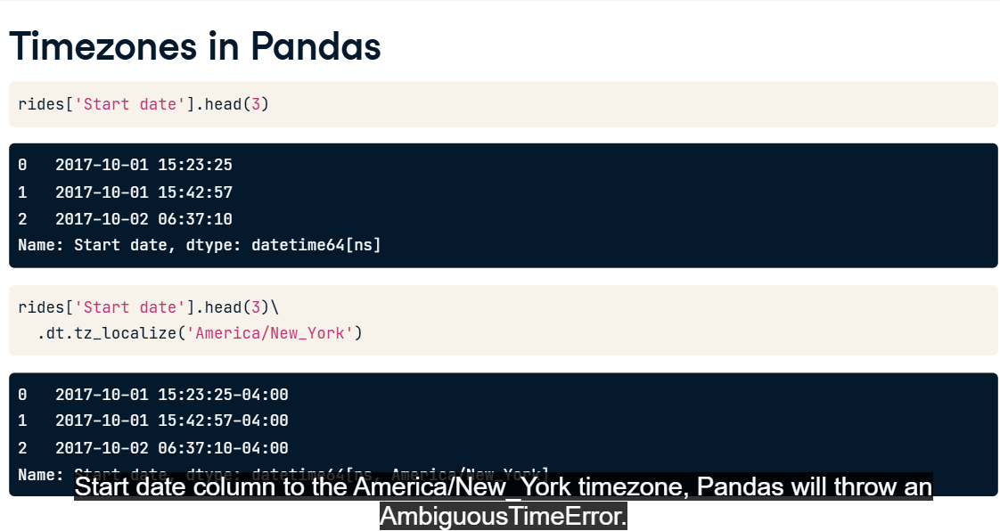 Timezones in Pandas
rides['Start date'].head(3)
0   2017-10-01 15:23:25
1   2017-10-01 15:42:57
2   2017-10-02 06:37:10
Name: Start date, dtype: datetime64[ns]
rides['Start date'].head(3)\
  .dt.tz_localize('America/New_York')
0   2017-10-01 15:23:25-04:00
1   2017-10-01 15:42:57-04:00
2   2017-10-02 06:37:10-04:00
Name: Start date, dtype: datetime64[ns, America/New_York]
Start date column to the America/New_York timezone, Pandas will throw an
AmbiguousTimeError.